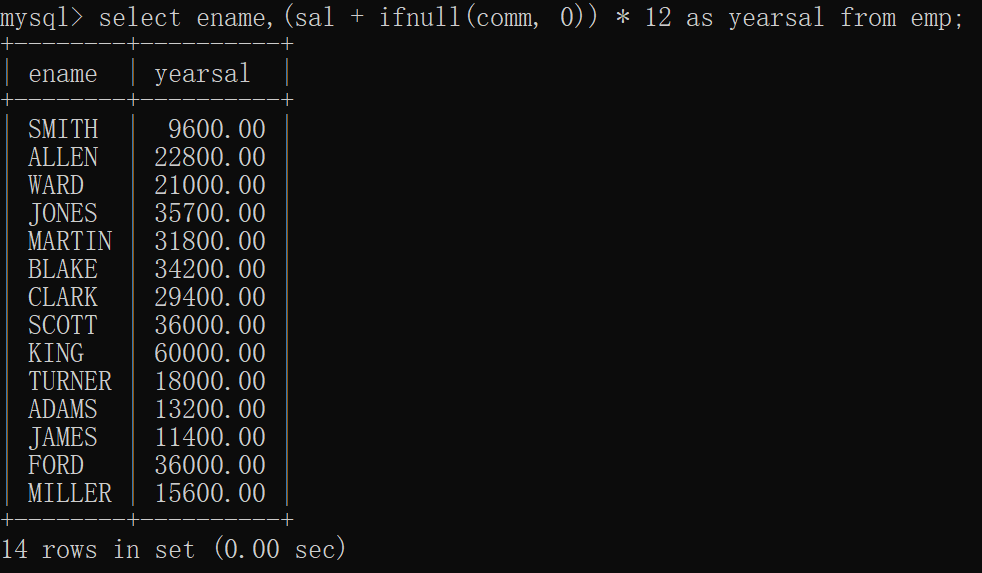 mysql> select ename,(sal + ifnull(comm, 0)) * 12 as yearsal from emp;
+--------+-----------+
| ename  | yearsal  |
+--------+-----------+
| SMITH  |  9600.00 |
| ALLEN  | 22800.00 |
| WARD   | 21000.00 |
| JONES  | 35700.00 |
| MARTIN | 31800.00 |
| BLAKE  | 34200.00 |
| CLARK  | 29400.00 |
| SCOTT  | 36000.00 |
| KING   | 60000.00 |
| TURNER | 18000.00 |
| ADAMS  | 13200.00 |
| JAMES  | 11400.00 |
| FORD   | 36000.00 |
| MILLER | 15600.00 |
+--------+-----------+
14 rows in set (0.00 sec)